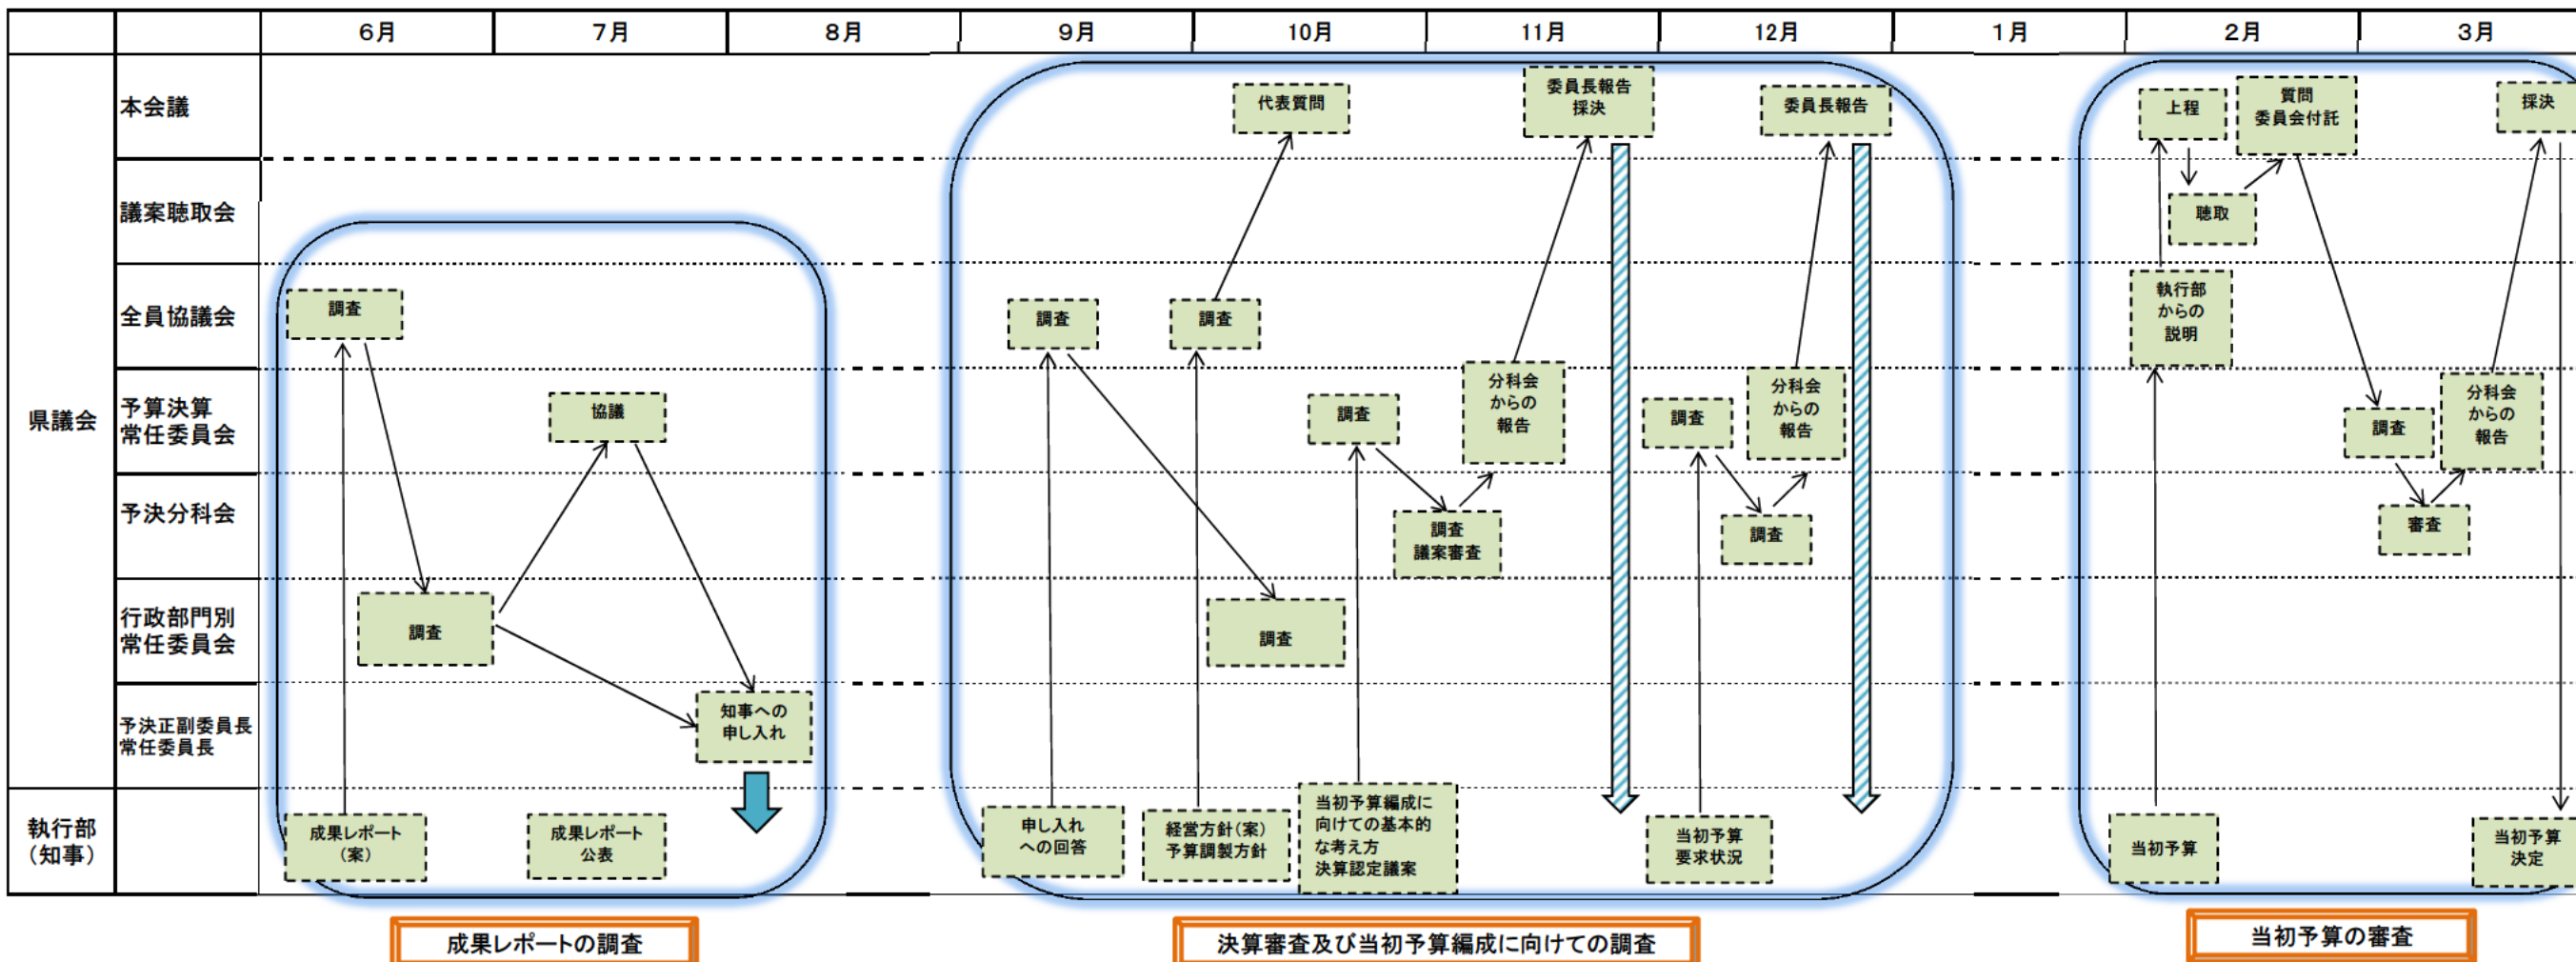 6月
7月
8月
9月
10月
11月
12月
1月
2月
3月
県議会
本会議
代表質問
委員長報告
採決
委員長報告
上程
質問
委員会付託
採決
議案聴取会
聴取
全員協議会
調査
調査
調査
執行部
からの
説明
予算決算
常任委員会
協議
調査
分科会
からの
報告
調査
分科会
からの
報告
調査
分科会
からの
報告
予決分科会
調査
議案審査
調査
審査
行政部門別
常任委員会
調査
調査
予決正副委員長
常任委員長
知事への
申し入れ
執行部
（知事）
成果レポート
（案）
成果レポート
公表
申し入れ
への回答
経営方針（案）
予算調製方針
当初予算編成に
向けての基本的
な考え方
決算認定議案
当初予算
要求状況
当初予算
当初予算
決定
成果レポートの調査
決算審査及び当初予算編成に向けての調査
当初予算の審査